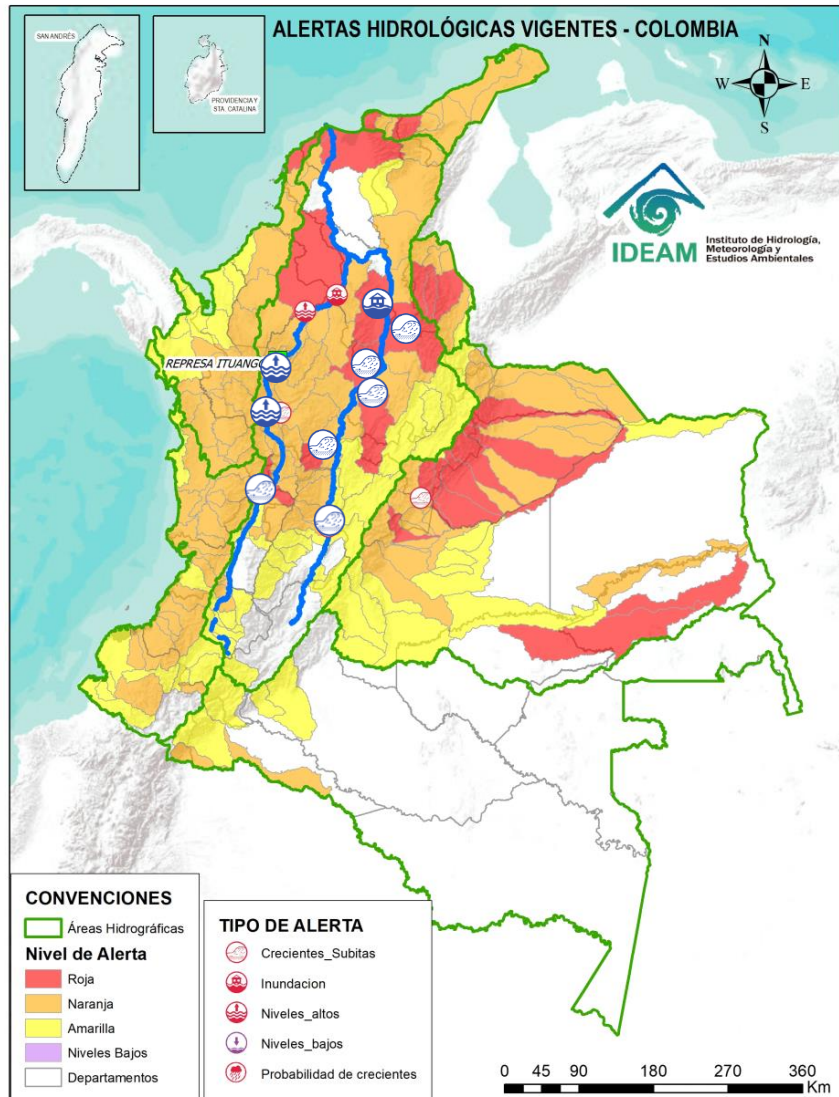 ALERTAS HIDROLÓGICAS VIGENTES - COLOMBIA
SAN ANDRÉS
PROVIDENCIA Y
STA. CATALINA
N
W
E
S
IDEAM
Instituto de Hidrología,
Meteorología y
Estudios Ambientales
REPRESA ITUANGO
CONVENCIONES
Áreas Hidrográficas
Nivel de Alerta
Roja
Naranja
Amarilla
Niveles Bajos
Departamentos
TIPO DE ALERTA
Crecientes_Subitas
Inundacion
Niveles_altos
Niveles_bajos
Probabilidad de crecientes
0 45 90 180 270 360
Km